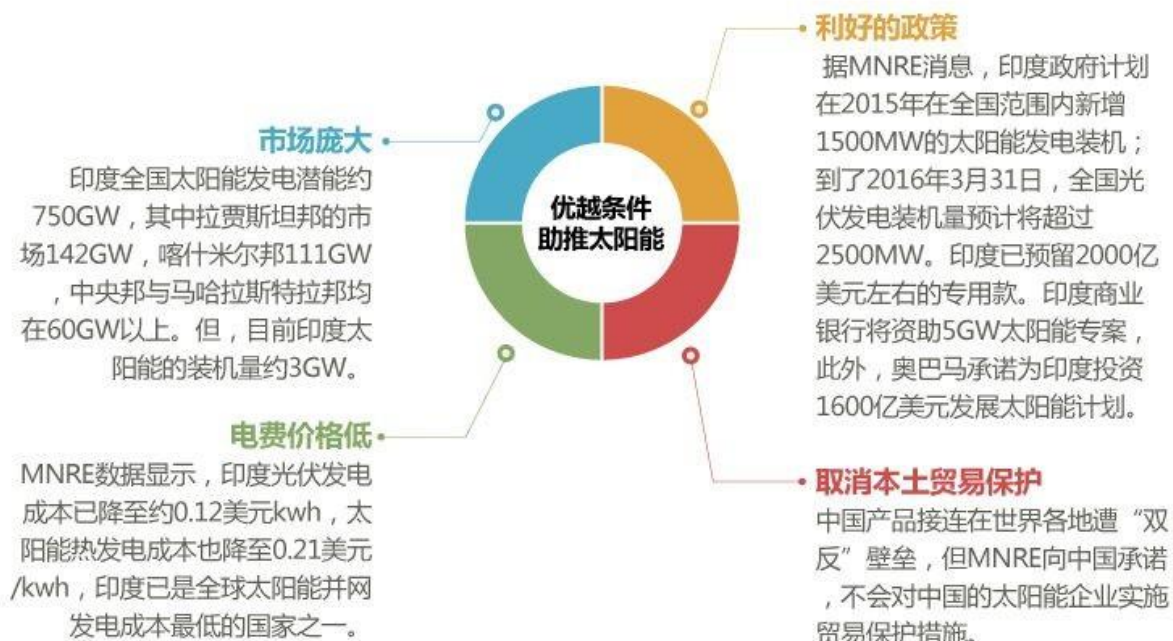 利好的政策
据MNRE消息，印度政府计划
在2015年在全国范围内新增
1500MW的太阳能发电装机；
到了2016年3月31日，全国光
伏发电装机量预计将超过
2500MW。印度已预留2000亿
美元左右的专用款。印度商业
银行将资助5GW太阳能专案，
此外，奥巴马承诺为印度投资
1600亿美元发展太阳能计划。
市场庞大
印度全国太阳能发电潜能约
750GW，其中拉贾斯坦邦的市
场142GW，喀什米尔邦111GW
，中央邦与马哈拉斯特拉邦均
在60GW以上。但，目前印度太
阳能的装机量约3GW。
优越条件
助推太阳能
电费价格低
MNRE数据显示，印度光伏发电
成本已降至约0.12美元kwh，太
阳能热发电成本也降至0.21美元
/kwh，印度已是全球太阳能并网
发电成本最低的国家之一。
取消本土贸易保护
中国产品接连在世界各地遭“双
反”壁垒，但MNRE向中国承诺
，不会对中国的太阳能企业实施
贸易保护措施。